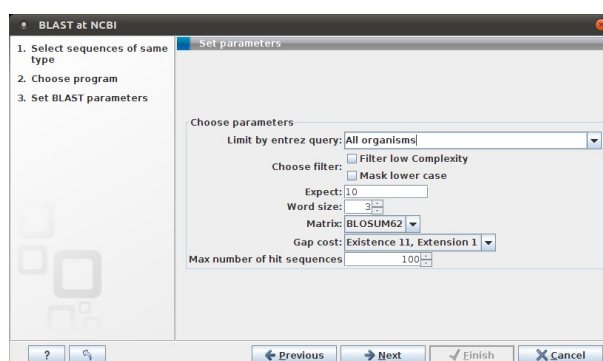 BLAST at NCBI
1. Select sequences of same
type
2. Choose program
3. Set BLAST parameters
Set parameters
Choose parameters
Limit by entrez query: All organisms
Choose filter:
Filter low Complexity
Mask lower case
Expect: 10
Word size: 3
Matrix: BLOSUM62
Gap cost: Existence 11, Extension 1
Max number of hit sequences 100
? Previous Next Finish Cancel